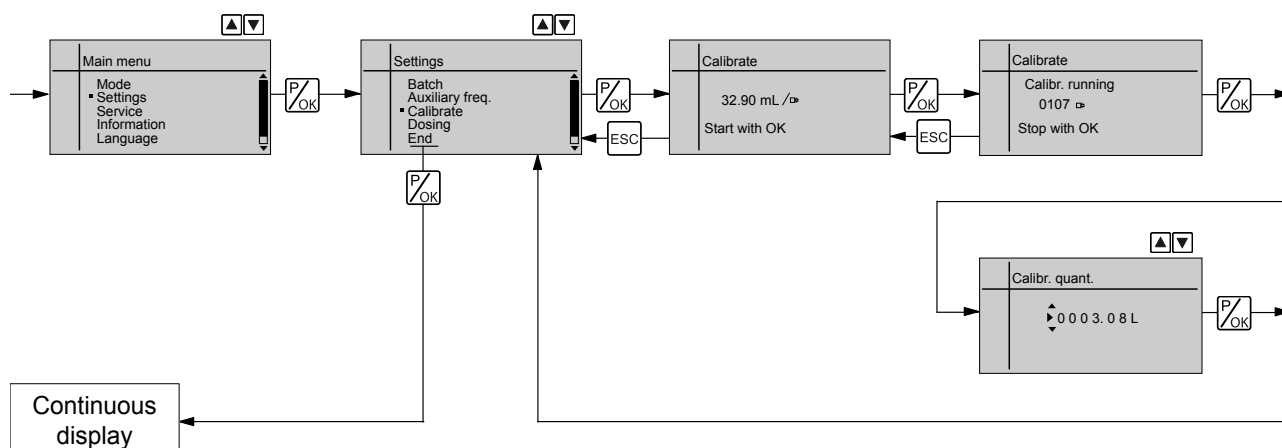 Main menu
Mode
Settings
Service
Information
Language
P/OK
Settings
Batch
Auxiliary freq.
Calibrate
Dosing
End
P/OK
ESC
Calibrate
32.90 mL /
Start with OK
P/OK
ESC
Calibrate
Calibr. running
0107
Stop with OK
P/OK
P/OK
Calibr. quant.
0 0 0 3. 0 8 L
P/OK
Continuous
display